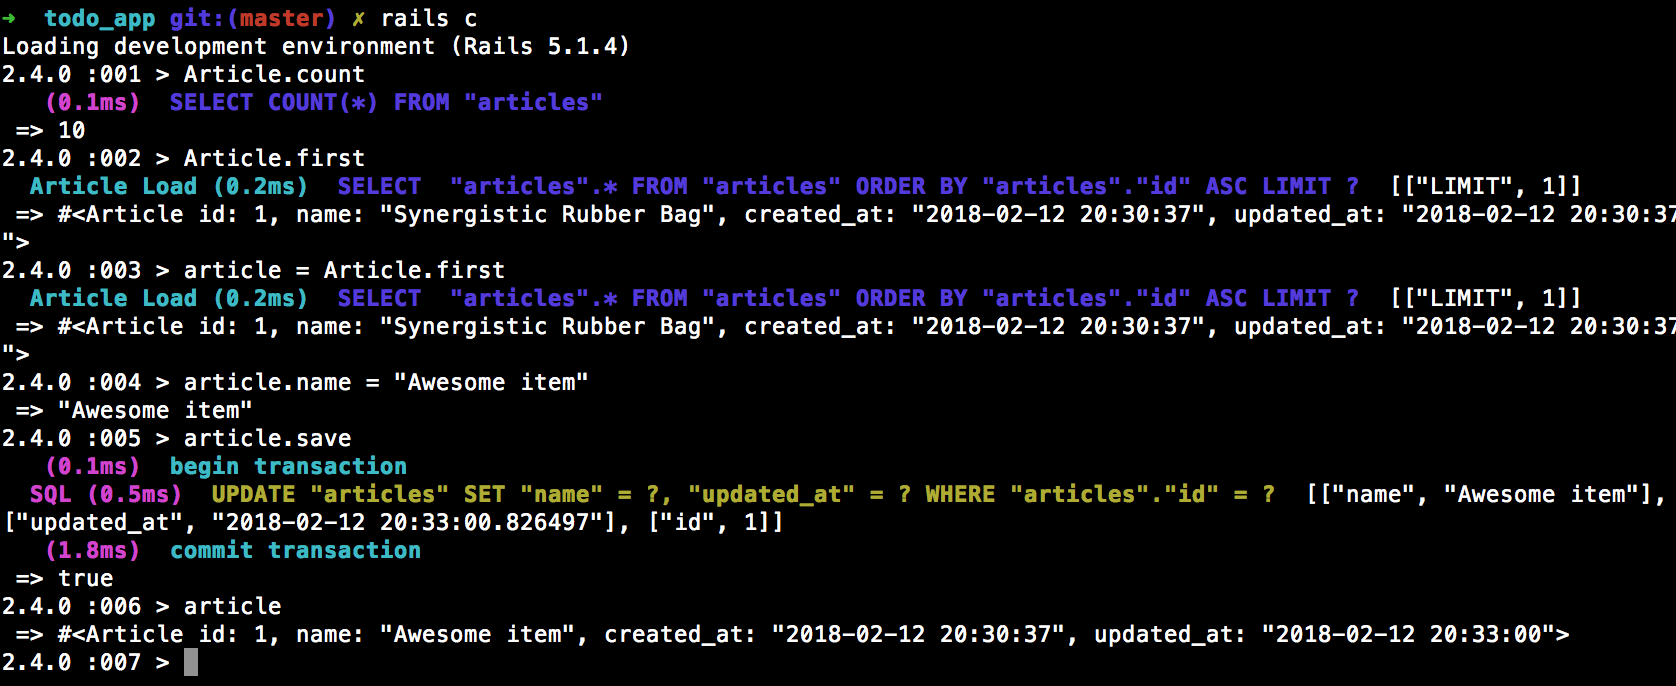 ➜  todo_app git:(master) ✗ rails c
Loading development environment (Rails 5.1.4)
2.4.0 :001 > Article.count
   (0.1ms)  SELECT COUNT(*) FROM "articles"
 => 10
2.4.0 :002 > Article.first
  Article Load (0.2ms)  SELECT  "articles".* FROM "articles" ORDER BY "articles"."id" ASC LIMIT ?  [["LIMIT", 1]]
 => #<Article id: 1, name: "Synergistic Rubber Bag", created_at: "2018-02-12 20:30:37", updated_at: "2018-02-12 20:30:37
">
2.4.0 :003 > article = Article.first
  Article Load (0.2ms)  SELECT  "articles".* FROM "articles" ORDER BY "articles"."id" ASC LIMIT ?  [["LIMIT", 1]]
 => #<Article id: 1, name: "Synergistic Rubber Bag", created_at: "2018-02-12 20:30:37", updated_at: "2018-02-12 20:30:37
">
2.4.0 :004 > article.name = "Awesome item"
 => "Awesome item"
2.4.0 :005 > article.save
   (0.1ms)  begin transaction
  SQL (0.5ms)  UPDATE "articles" SET "name" = ?, "updated_at" = ? WHERE "articles"."id" = ?  [["name", "Awesome item"],
["updated_at", "2018-02-12 20:33:00.826497"], ["id", 1]]
   (1.8ms)  commit transaction
 => true
2.4.0 :006 > article
 => #<Article id: 1, name: "Awesome item", created_at: "2018-02-12 20:30:37", updated_at: "2018-02-12 20:33:00">
2.4.0 :007 >